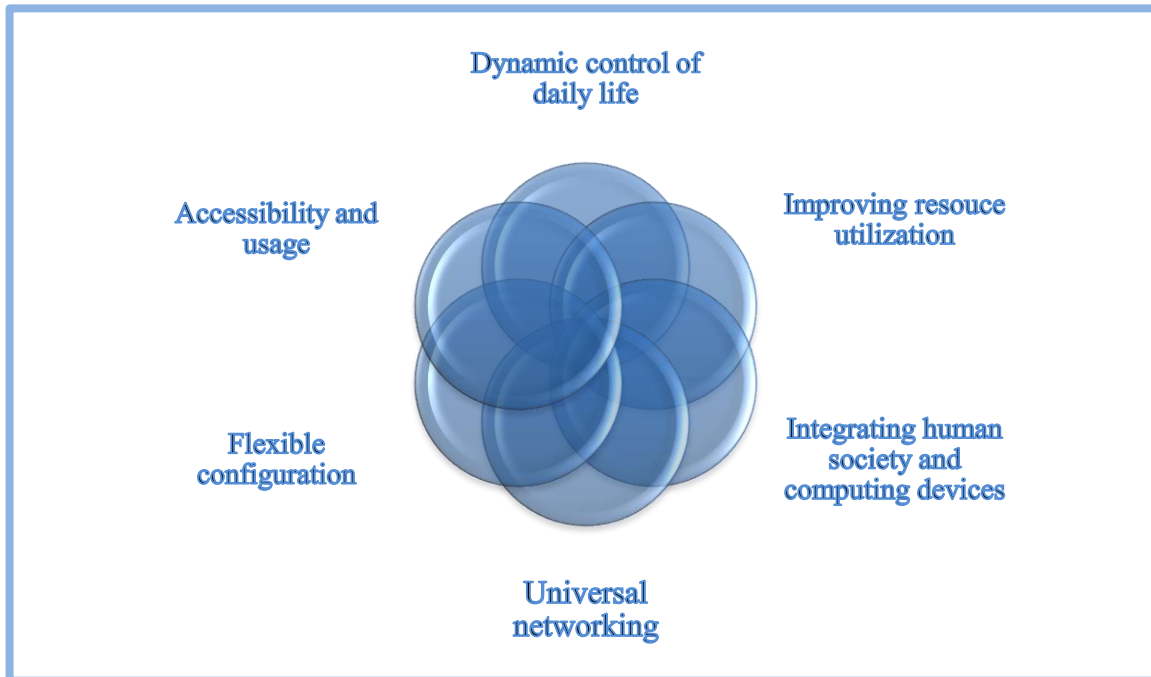 Dynamic control of
daily life
Improving resouce
utilization
Integrating human
society and
computing devices
Universal
networking
Flexible
configuration
Accessibility and
usage